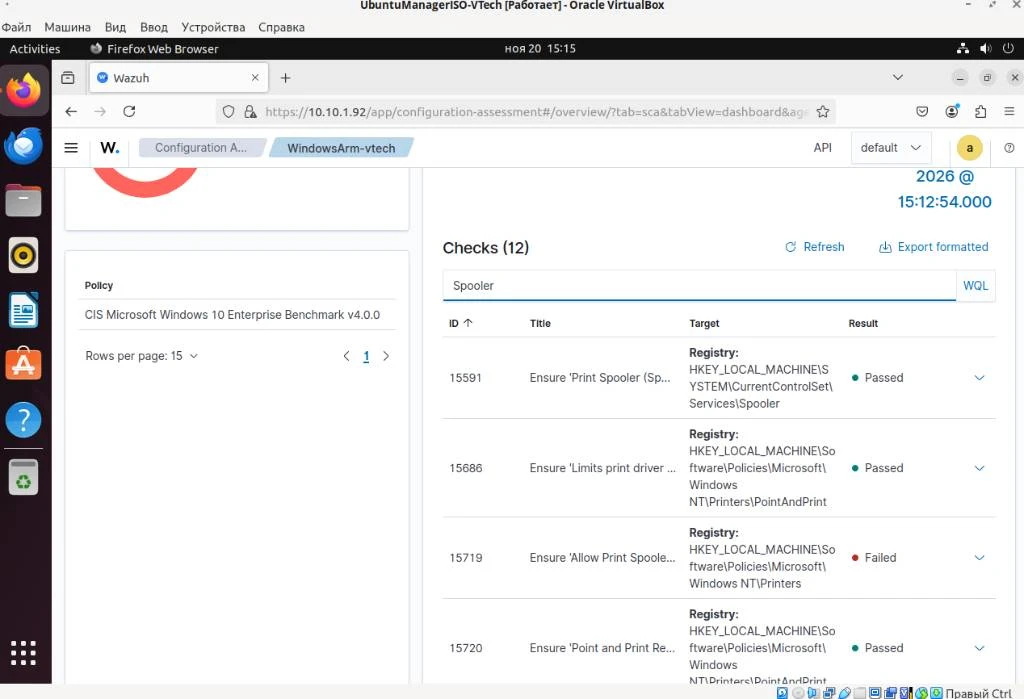 UbuntuManagerISO-VTech [Работает] - Oracle VirtualBox
Файл Машина Вид Ввод Устройства Справка
Activities Firefox Web Browser ноя 20 15:15
Wazuh
https://10.10.1.92/app/configuration-assessment#/overview/?tab=sca&tabView=dashboard&age
W. Configuration A... WindowsArm-vtech API default a
2026 @
15:12:54.000
Checks (12) Refresh Export formatted
Spooler WQL
Policy
CIS Microsoft Windows 10 Enterprise Benchmark v4.0.0
Rows per page: 15 1
ID Title Target Result
15591 Ensure 'Print Spooler (Sp... Registry:
HKEY_LOCAL_MACHINE\S
YSTEM\CurrentControlSet\
Services\Spooler
Passed
15686 Ensure 'Limits print driver ... Registry:
HKEY_LOCAL_MACHINE\So
ftware\Policies\Microsoft\
Windows
NT\Printers\PointAndPrint
Passed
15719 Ensure 'Allow Print Spoole... Registry:
HKEY_LOCAL_MACHINE\So
ftware\Policies\Microsoft\
Windows NT\Printers
Failed
15720 Ensure 'Point and Print Re... Registry:
HKEY_LOCAL_MACHINE\So
ftware\Policies\Microsoft\
Windows
NT\Printers\PointAndPrint
Passed
Правый Ctrl